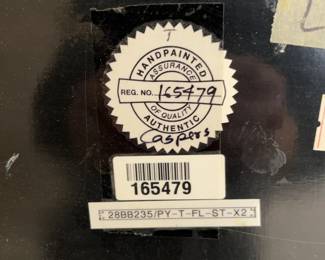 HANDPAINTED
ASSURANCE
REG. NO. 165479
OF QUALITY
AUTHENTIC
Caspers
165479
28BB235/PY-T-FL-ST-X2